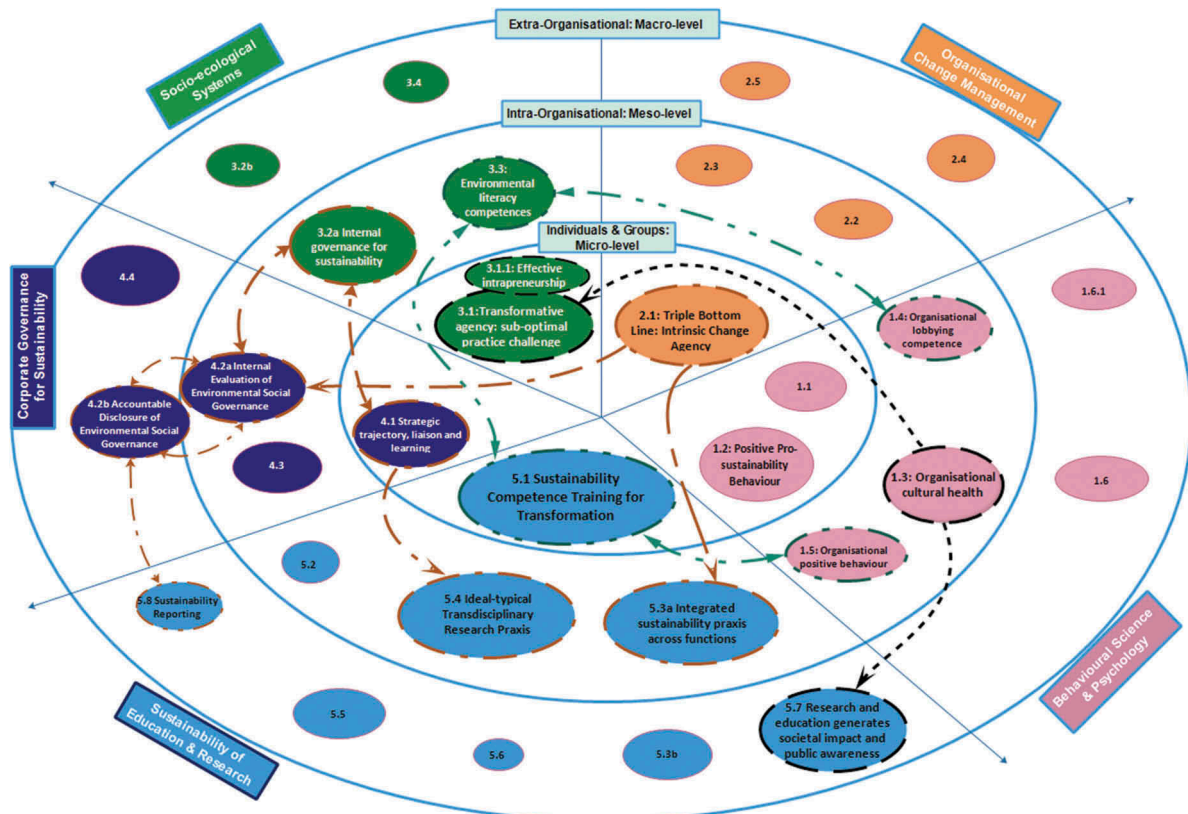 Extra-Organisational: Macro-level
Socio-ecological
Systems
Organisational
Change Management
3.4
2.5
Intra-Organisational: Meso-level
3.2b
2.3
2.4
3.3:
Environmental
literacy
competences
2.2
3.2a Internal
governance for
sustainability
Individuals & Groups:
Micro-level
4.4
3.1.1: Effective
intrapreneurship
1.6.1
3.1:Transformative
agency: sub-optimal
practice challenge
2.1: Triple Bottom
Line: Intrinsic Change
Agency
1.4: Organisational
lobbying
competence
Corporate Governance
for Sustainability
4.2a Internal
Evaluation of
Environmental Social
Governance
1.1
4.2b Accountable
Disclosure of
Environmental Social
Governance
4.1 Strategic
trajectory, liaison and
learning
1.2: Positive Pro-
sustainability
Behaviour
4.3
1.3: Organisational
cultural health
1.6
5.1 Sustainability
Competence Training for
Transformation
5.2
1.5: Organisational
positive behaviour
5.8 Sustainability
Reporting
5.4 Ideal-typical
Transdisciplinary
Research Praxis
5.3a Integrated
sustainability praxis
across functions
Behavioural Science
& Psychology
Sustainability of
Education & Research
5.5
5.6
5.3b
5.7 Research and
education generates
societal impact and
public awareness